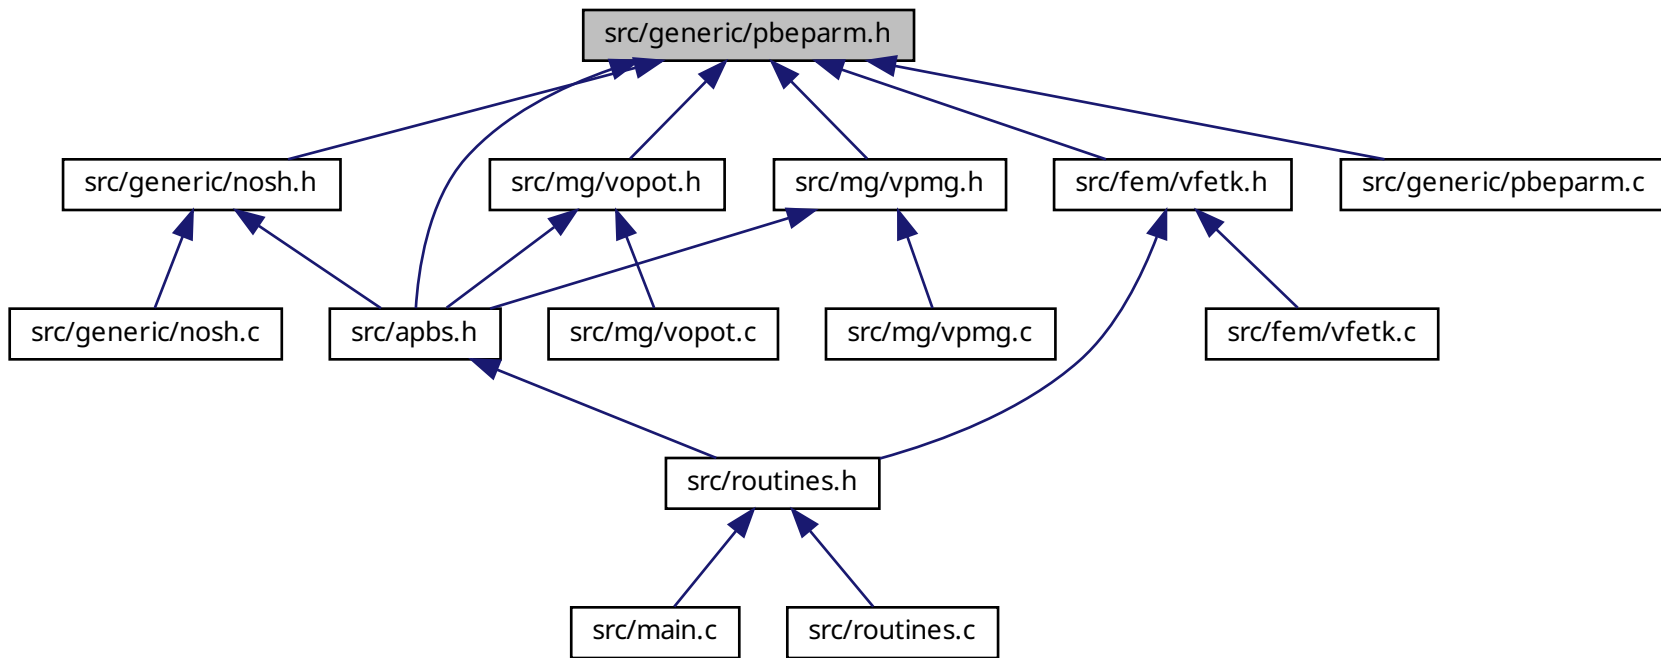 src/generic/pbeparm.h
src/generic/nosh.h
src/mg/vopot.h
src/mg/vpmg.h
src/fem/vfetk.h
src/generic/pbeparm.c
src/generic/nosh.c
src/apbs.h
src/mg/vopot.c
src/mg/vpmg.c
src/fem/vfetk.c
src/routines.h
src/main.c
src/routines.c